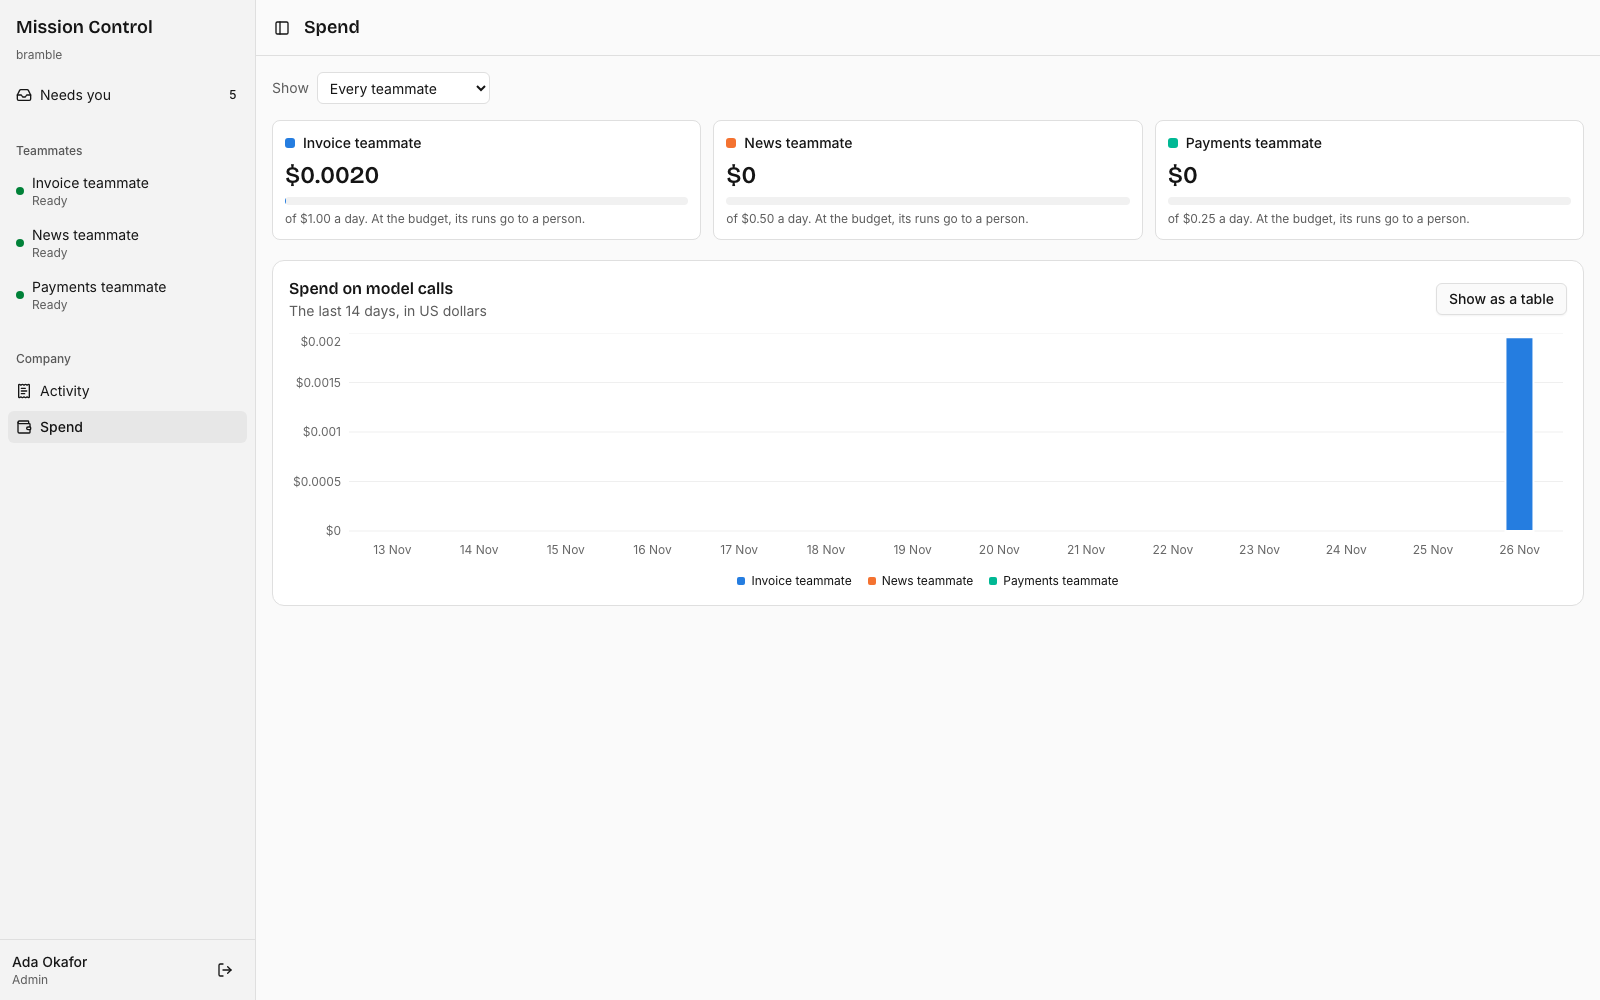 Mission Control
bramble
Needs you 5
Teammates
Invoice teammate
Ready
News teammate
Ready
Payments teammate
Ready
Company
Activity
Spend
Ada Okafor
Admin
Spend
Show Every teammate
Invoice teammate
$0.0020
of $1.00 a day. At the budget, its runs go to a person.
News teammate
$0
of $0.50 a day. At the budget, its runs go to a person.
Payments teammate
$0
of $0.25 a day. At the budget, its runs go to a person.
Spend on model calls
The last 14 days, in US dollars
Show as a table
$0.002
$0.0015
$0.001
$0.0005
$0
13 Nov 14 Nov 15 Nov 16 Nov 17 Nov 18 Nov 19 Nov 20 Nov 21 Nov 22 Nov 23 Nov 24 Nov 25 Nov 26 Nov
Invoice teammate News teammate Payments teammate